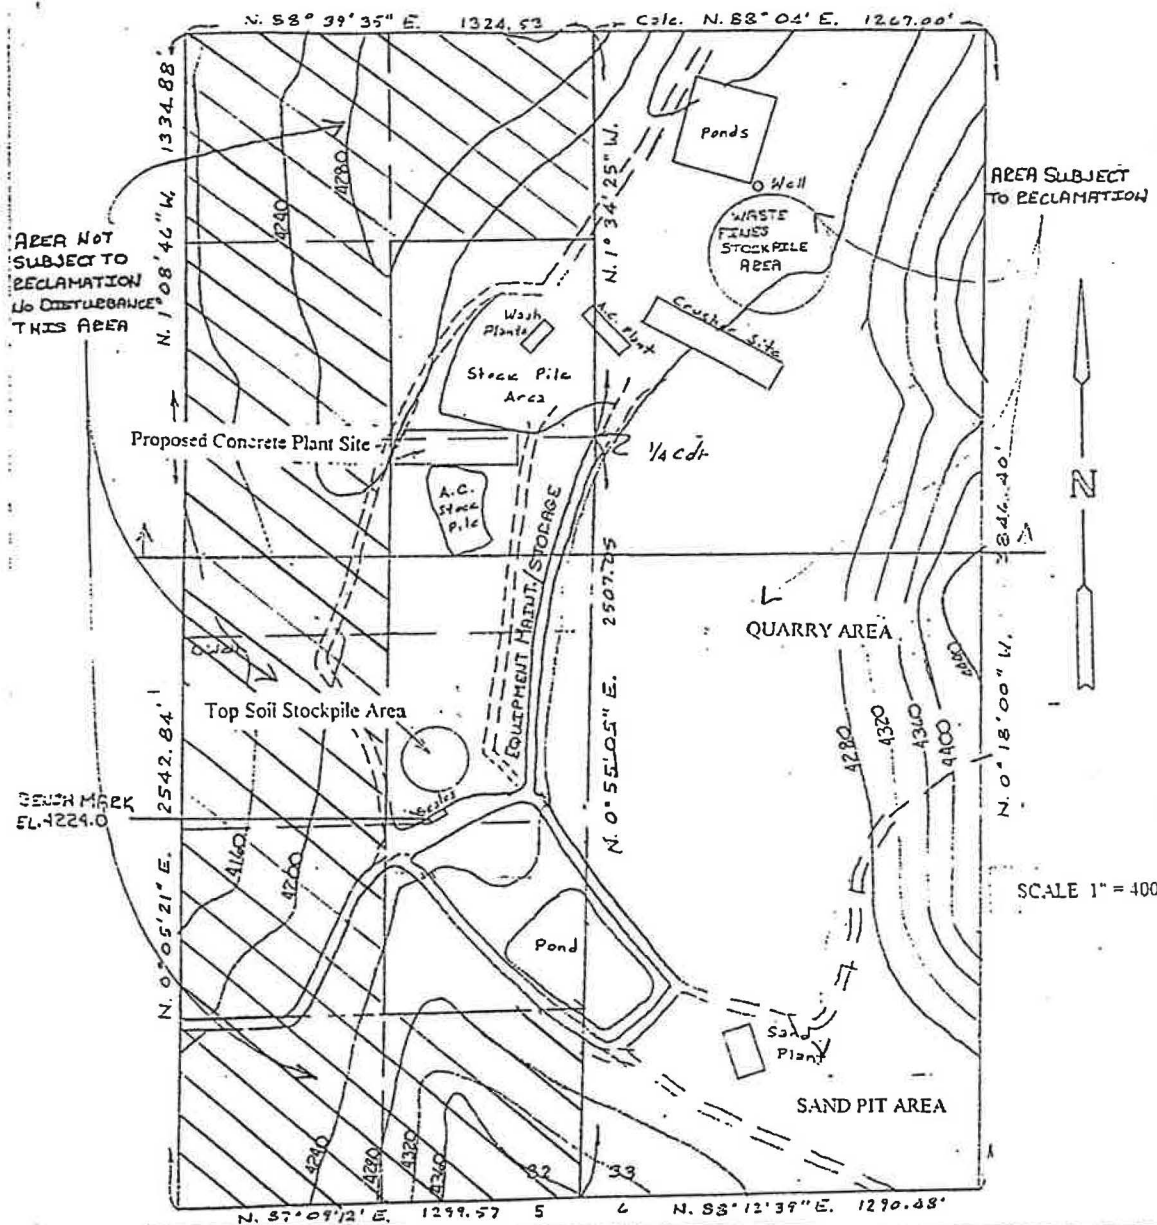 N. 88° 39' 35" E. 1324.53
Calc. N. 88° 04' E. 1267.00'
1334.88'
N. 1° 08' 46" W.
4280
4240
N. 1° 34' 25" W.
Ponds
Well
AREA SUBJECT
TO RECLAMATION
WASTE
FINES
STOCKPILE
AREA
AREA NOT
SUBJECT TO
RECLAMATION
NO DISTURBANCE
THIS AREA
Wash
Plants
A.C. Plant
Crusher Site
Stock Pile
Area
Proposed Concrete Plant Site
1/4 Cor
A.C.
Stock
Pile
N
EQUIPMENT MAINT./STORAGE
2507.05
N. 0° 55' 05" E.
QUARRY AREA
4440
N. 0° 18' 00" W.
Top Soil Stockpile Area
4280
4320
4360
4400
2542.84'
BENCH MARK
EL. 4224.0
Scales
4160
4200
N. 0° 05' 21" E.
SCALE 1" = 400
Pond
Sand
Plant
SAND PIT AREA
4240
4280
4320
4360
32
33
N. 87° 09' 12' E. 1299.57 5
4 N. 88° 12' 39" E. 1290.48'